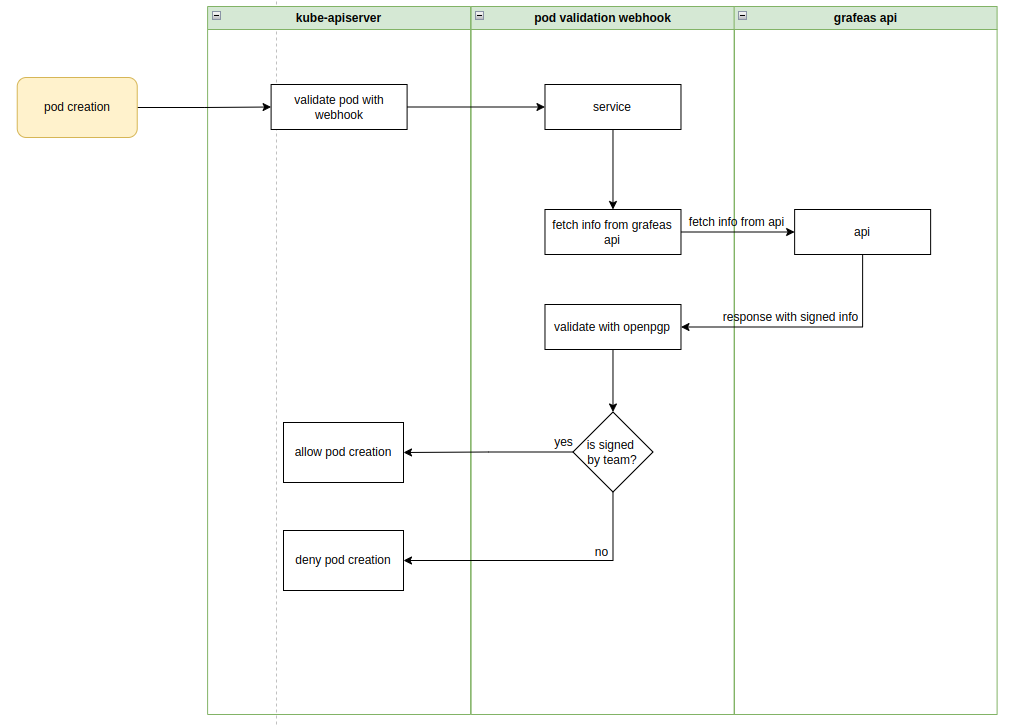 kube-apiserver
pod validation webhook
grafeas api
pod creation
validate pod with
webhook
service
fetch info from grafeas
api
fetch info from api
api
response with signed info
validate with openpgp
is signed
by team?
yes
allow pod creation
no
deny pod creation